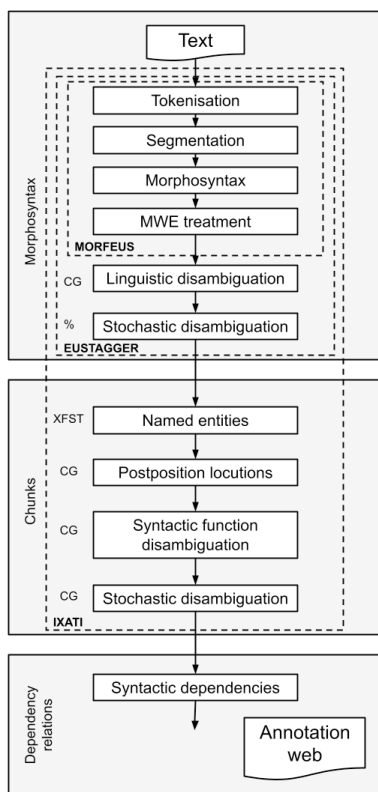 Text
Tokenisation
Segmentation
Morphosyntax
MWE treatment
MORFEUS
CG
Linguistic disambiguation
%
Stochastic disambiguation
EUSTAGGER
Morphosyntax
XFST
Named entities
CG
Postposition locutions
CG
Syntactic function
disambiguation
CG
Stochastic disambiguation
IXATI
Chunks
Syntactic dependencies
Dependency
relations
Annotation
web